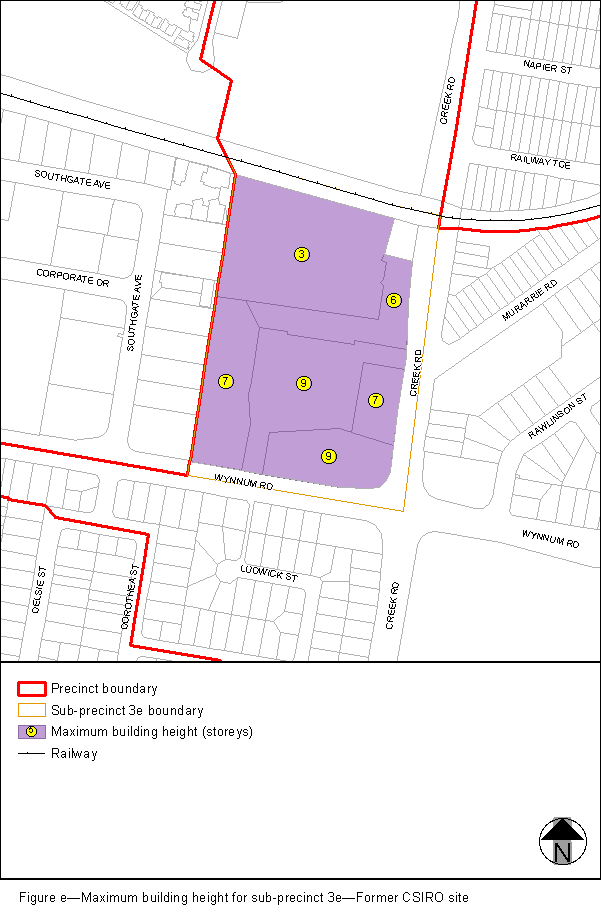 NAPIER ST
CREEK RD
RAILWAY TCE
SOUTHGATE AVE
3
CORPORATE DR
SOUTHGATE AVE
6
MURARRIE RD
CREEK RD
7
9
7
RAWLINSON ST
9
WYNNUM RD
WYNNUM RD
LUDWICK ST
DELSIE ST
DOROTHEA ST
CREEK RD
Precinct boundary
Sub-precinct 3e boundary
Maximum building height (storeys)
Railway
N
Figure e—Maximum building height for sub-precinct 3e—Former CSIRO site